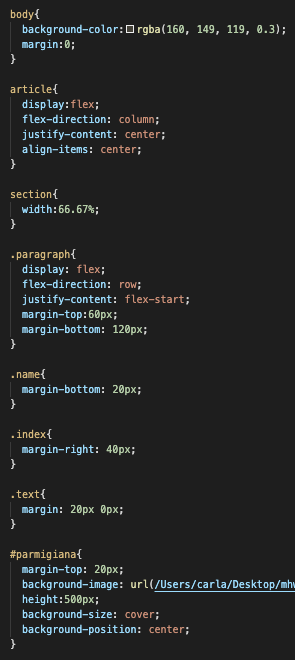 body{
background-color: rgba(160, 149, 119, 0.3);
margin:0;
}
article{
display:flex;
flex-direction: column;
justify-content: center;
align-items: center;
}
section{
width:66.67%;
}
.paragraph{
display: flex;
flex-direction: row;
justify-content: flex-start;
margin-top:60px;
margin-bottom: 120px;
}
.name{
margin-bottom: 20px;
}
.index{
margin-right: 40px;
}
.text{
margin: 20px 0px;
}
#parmigiana{
margin-top: 20px;
background-image: url(/Users/carla/Desktop/mhw
height:500px;
background-size: cover;
background-position: center;
}